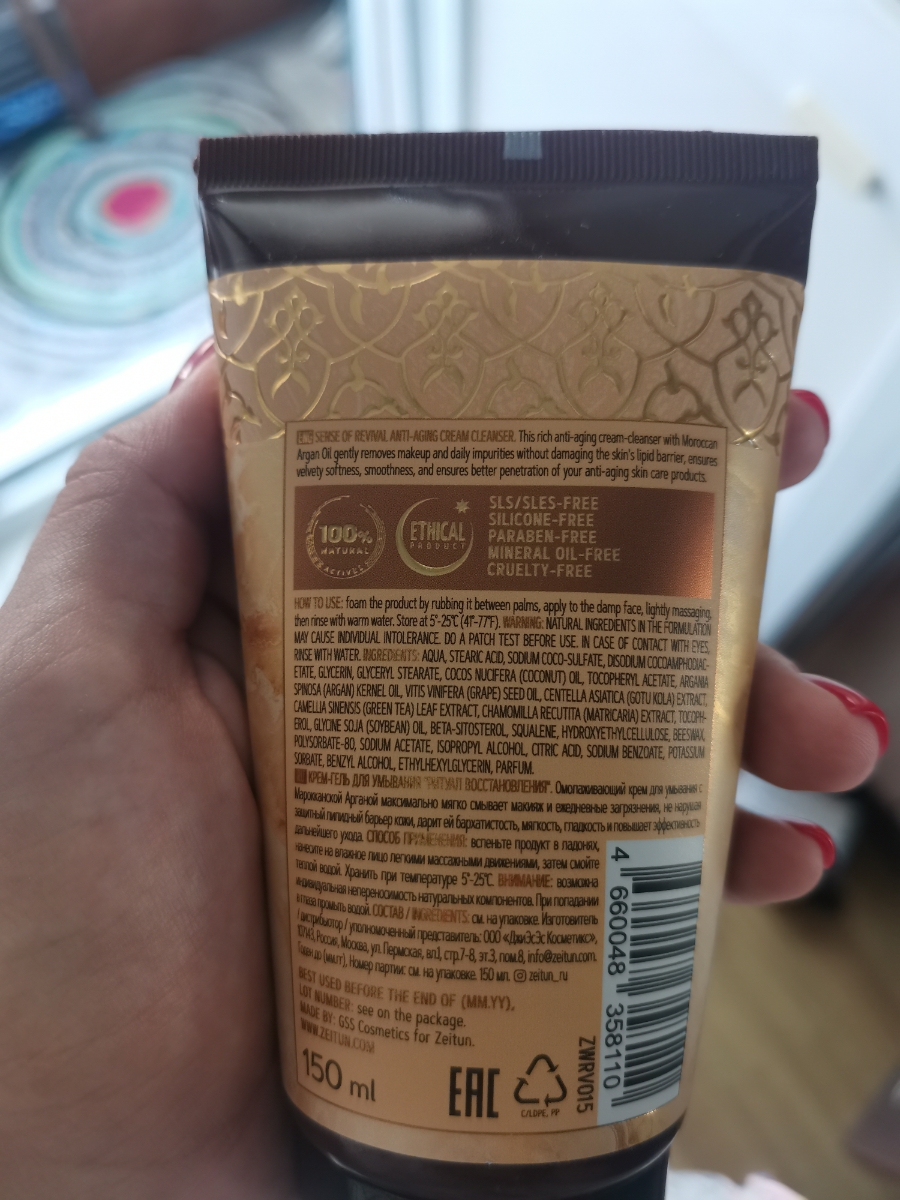 SENSE OF REVIVAL ANTI-AGING CREAM CLEANSER. This rich anti-aging cream-cleanser with Moroccan
Argan Oil gently removes makeup and daily impurities without damaging the skin's lipid barrier, ensures
velvety softness, smoothness, and ensures better penetration of your anti-aging skin care products.
100%
NATURAL
ACTIVES
ETHICAL
PRODUCT
SLS/SLES-FREE
SILICONE-FREE
PARABEN-FREE
MINERAL OIL-FREE
CRUELTY-FREE
HOW TO USE: foam the product by rubbing it between palms, apply to the damp face, lightly massaging,
then rinse with warm water. Store at 5°-25°C (41°-77°F). WARNING: NATURAL INGREDIENTS IN THE FORMULATION
MAY CAUSE INDIVIDUAL INTOLERANCE. DO A PATCH TEST BEFORE USE. IN CASE OF CONTACT WITH EYES,
RINSE WITH WATER. INGREDIENTS: AQUA, STEARIC ACID, SODIUM COCO-SULFATE, DISODIUM COCOAMPHODIAC-
ETATE, GLYCERIN, GLYCERYL STEARATE, COCOS NUCIFERA (COCONUT) OIL, TOCOPHERYL ACETATE, ARGANIA
SPINOSA (ARGAN) KERNEL OIL, VITIS VINIFERA (GRAPE) SEED OIL, CENTELLA ASIATICA (GOTU KOLA) EXTRACT,
CAMELLIA SINENSIS (GREEN TEA) LEAF EXTRACT, CHAMOMILLA RECUTITA (MATRICARIA) EXTRACT, TOCOPH-
EROL, GLYCINE SOJA (SOYBEAN) OIL, BETA-SITOSTEROL, SQUALENE, HYDROXYETHYLCELLULOSE, BEESWAX,
POLYSORBATE-80, SODIUM ACETATE, ISOPROPYL ALCOHOL, CITRIC ACID, SODIUM BENZOATE, POTASSIUM
SORBATE, BENZYL ALCOHOL, ETHYLHEXYLGLYCERIN, PARFUM.
КРЕМ-ГЕЛЬ ДЛЯ УМЫВАНИЯ "РИТУАЛ ВОССТАНОВЛЕНИЯ". Омолаживающий крем для умывания с
Марокканской Арганой максимально мягко смывает макияж и ежедневные загрязнения, не нарушая
защитный липидный барьер кожи, дарит ей бархатистость, мягкость, гладкость и повышает эффективность
дальнейшего ухода. СПОСОБ ПРИМЕНЕНИЯ: вспеньте продукт в ладонях,
нанесите на влажное лицо легкими массажными движениями, затем смойте
теплой водой. Хранить при температуре 5°-25°C ВНИМАНИЕ: возможна
индивидуальная непереносимость натуральных компонентов. При попадании
в глаза промыть водой. СОСТАВ / INGREDIENTS: см. на упаковке. Изготовитель
/ дистрибьютор / уполномоченный представитель: ООО «ДжиЭсЭс Косметикс»,
107143, Россия, Москва, ул. Пермская, вл1, стр.7-8, эт.3, пом.8, info@zeitun.com.
Годен до (мм.гг). Номер партии: см. на упаковке. 150 мл. zeitun_ru
BEST USED BEFORE THE END OF (MM.YY),
LOT NUMBER: see on the package.
MADE BY: GSS Cosmetics for Zeitun.
WWW.ZEITUN.COM
150 ml
EAC
C/LDPE, PP
ZWRV015
4 660048 358110